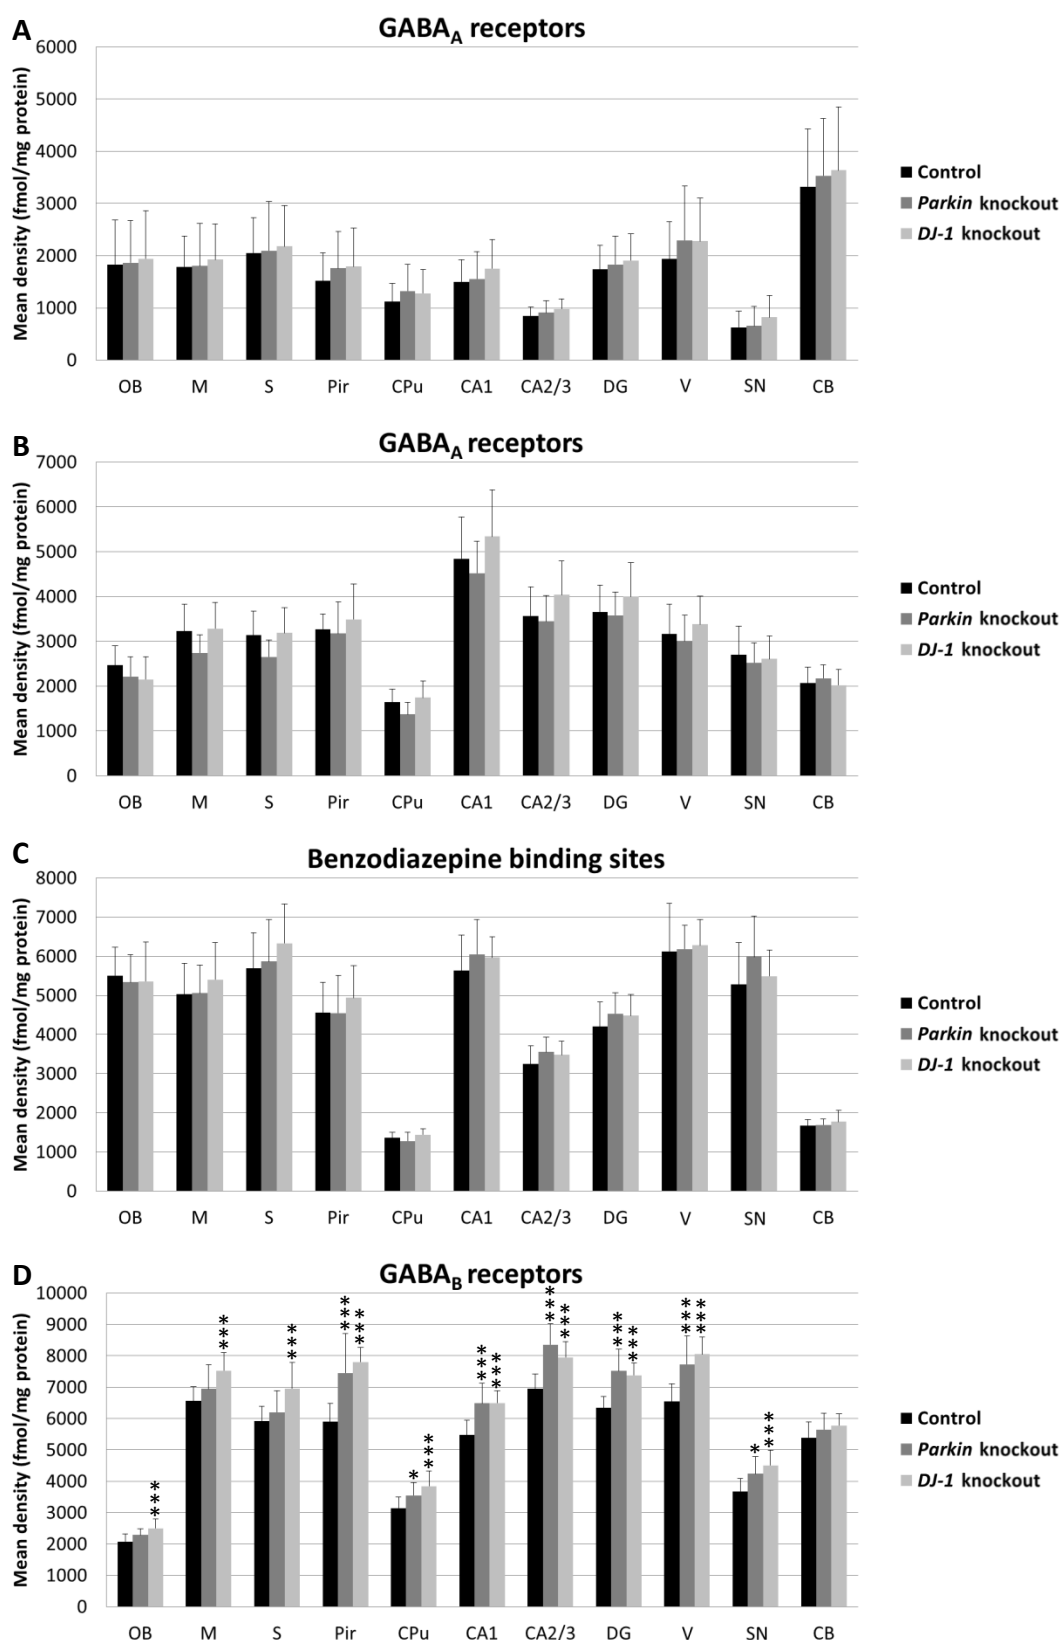 A
GABAA receptors
Mean density (fmol/mg protein)
6000
5000
4000
3000
2000
1000
0
OB M S Pir CPu CA1 CA2/3 DG V SN CB
Control
Parkin knockout
DJ-1 knockout
B
GABAA receptors
Mean density (fmol/mg protein)
7000
6000
5000
4000
3000
2000
1000
0
OB M S Pir CPu CA1 CA2/3 DG V SN CB
Control
Parkin knockout
DJ-1 knockout
C
Benzodiazepine binding sites
Mean density (fmol/mg protein)
8000
7000
6000
5000
4000
3000
2000
1000
0
OB M S Pir CPu CA1 CA2/3 DG V SN CB
Control
Parkin knockout
DJ-1 knockout
D
GABAB receptors
Mean density (fmol/mg protein)
10000
9000
8000
7000
6000
5000
4000
3000
2000
1000
0
*** *** *** *** *** * *** *** *** *** *** *** *** *** *** * ***
OB M S Pir CPu CA1 CA2/3 DG V SN CB
Control
Parkin knockout
DJ-1 knockout